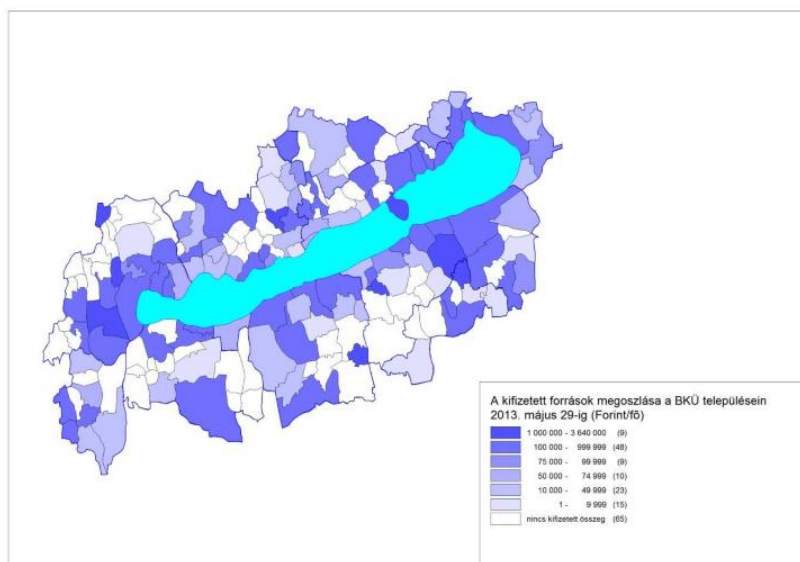 A kifizetett források megoszlása a BKÜ településein
2013. május 29-ig (Forint/fő)
1 000 000 - 3 640 000 (9)
100 000 - 999 999 (48)
75 000 - 99 999 (9)
50 000 - 74 999 (10)
10 000 - 49 999 (23)
1 - 9 999 (15)
nincs kifizetett összeg (65)